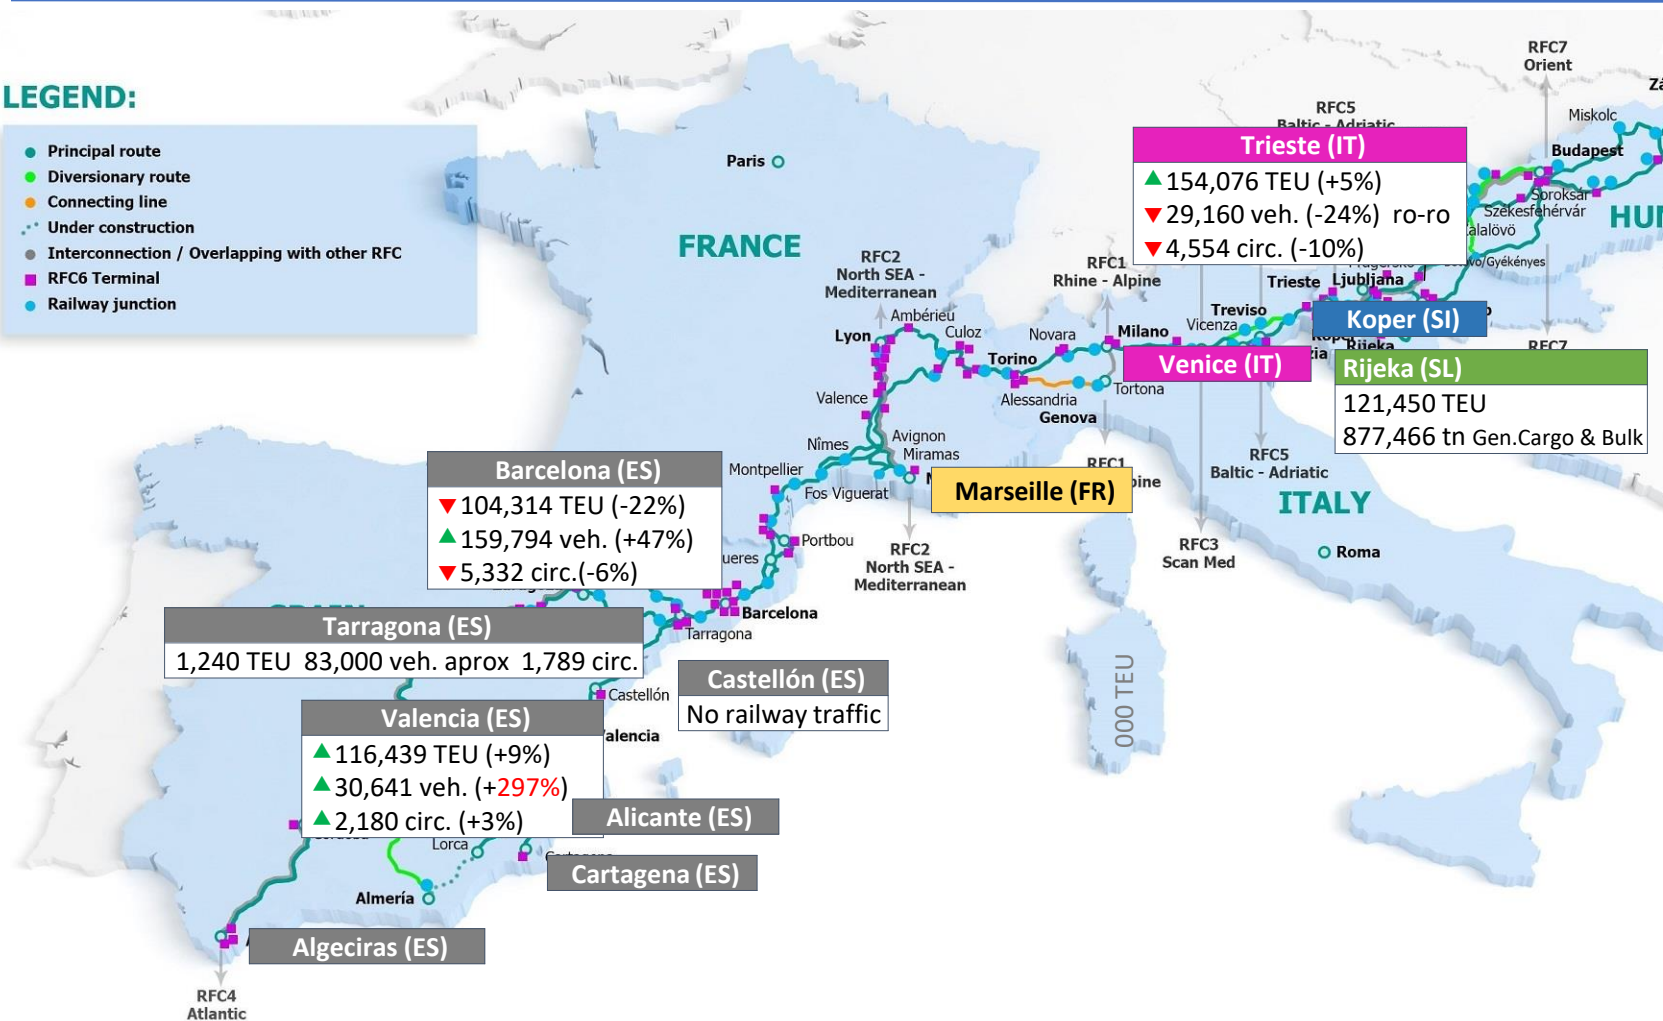 LEGEND:
Principal route
Diversionary route
Connecting line
Under construction
Interconnection / Overlapping with other RFC
RFC6 Terminal
Railway junction
Paris
FRANCE
RFC2
North SEA -
Mediterranean
Ambérieu
Lyon
Culoz
Valence
Nîmes
Avignon
Miramas
Montpellier
Fos Viguerat
Portbou
RFC2
North SEA -
Mediterranean
Marseille (FR)
RFC1
Rhine - Alpine
Novara
Milano
Torino
Alessandria
Tortona
Genova
RFC1
RFC5
Baltic - Adriatic
Trieste (IT)
154,076 TEU (+5%)
29,160 veh. (-24%) ro-ro
4,554 circ. (-10%)
RFC7
Orient
Miskolc
Budapest
Soroksár
Székesfehérvár
Trieste
Ljubljana
Treviso
Vicenza
Koper (SI)
Venice (IT)
Rijeka
RFC7
Rijeka (SL)
121,450 TEU
877,466 tn Gen.Cargo & Bulk
RFC5
Baltic - Adriatic
ITALY
RFC3
Scan Med
Roma
000 TEU
Barcelona (ES)
104,314 TEU (-22%)
159,794 veh. (+47%)
5,332 circ.(-6%)
Barcelona
Tarragona
Tarragona (ES)
1,240 TEU 83,000 veh. aprox 1,789 circ.
Castellón
Castellón (ES)
No railway traffic
Valencia (ES)
116,439 TEU (+9%)
30,641 veh. (+297%)
2,180 circ. (+3%)
Alicante (ES)
Lorca
Cartagena (ES)
Almería
Algeciras (ES)
RFC4
Atlantic